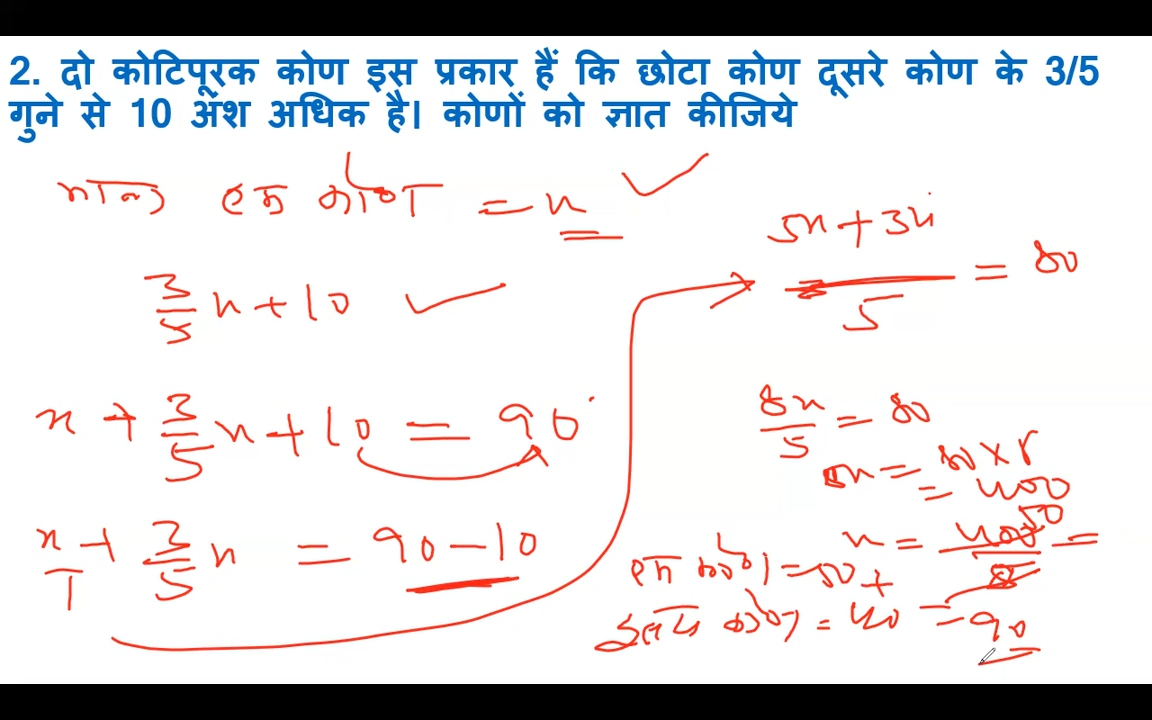 2. दो कोटिपूरक कोण इस प्रकार हैं कि छोटा कोण दूसरे कोण के 3/5
गुने से 10 अंश अधिक है। कोणों को ज्ञात कीजिये
माना एक कोण = x
3/5 x + 10
x + 3/5 x + 10 = 90°
x/1 + 3/5 x = 90 - 10
(5x + 3x)/5 = 80
8x/5 = 80
8x = 80 × 5
= 400
x = 400/8 = 50
एक कोण = 50 +
दूसरा कोण = 40 = 90